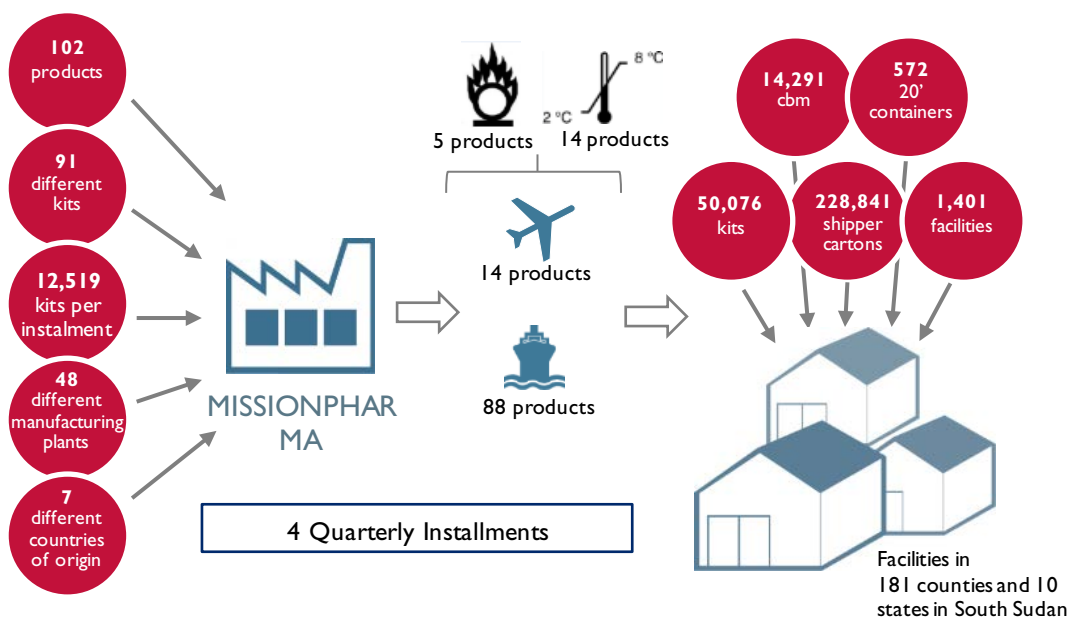 102
products
91
different
kits
12,519
kits per
instalment
48
different
manufacturing
plants
7
different
countries
of origin
MISSIONPHAR
MA
8 °C
2 °C
5 products
14 products
14 products
88 products
4 Quarterly Installments
14,291
cbm
572
20’
containers
50,076
kits
228,841
shipper
cartons
1,401
facilities
Facilities in
181 counties and 10
states in South Sudan